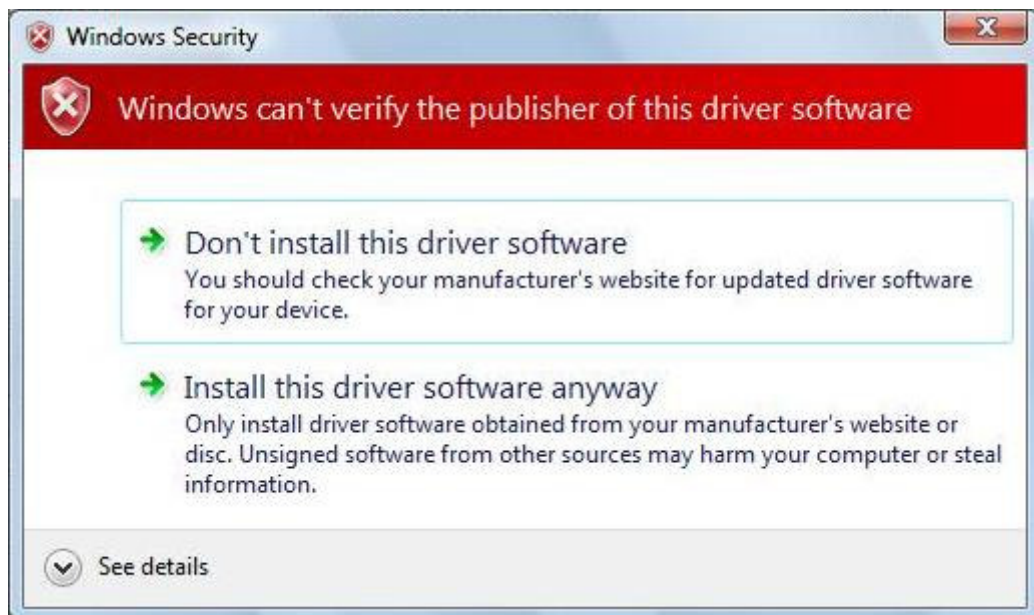 Windows Security
Windows can't verify the publisher of this driver software
Don't install this driver software
You should check your manufacturer's website for updated driver software
for your device.
Install this driver software anyway
Only install driver software obtained from your manufacturer's website or
disc. Unsigned software from other sources may harm your computer or steal
information.
See details